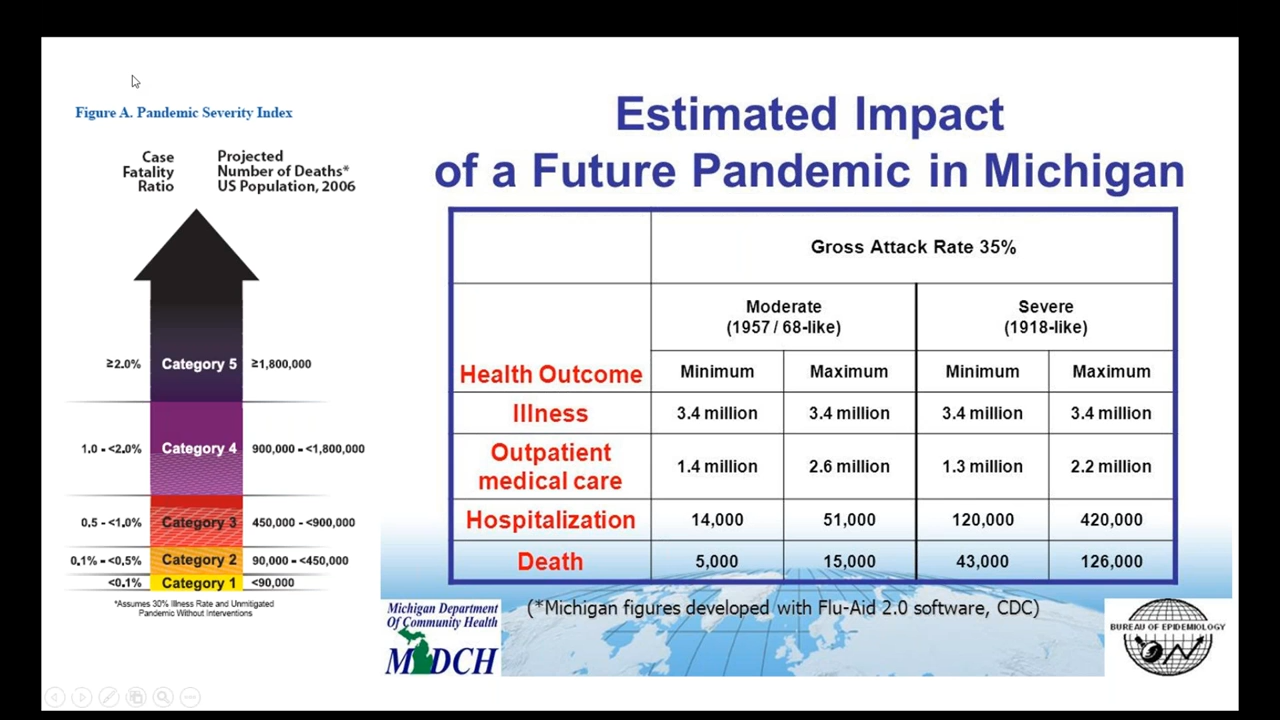 Figure A. Pandemic Severity Index
Case
Fatality
Ratio
Projected
Number of Deaths*
US Population, 2006
≥2.0% Category 5 ≥1,800,000
1.0 - <2.0% Category 4 900,000 - <1,800,000
0.5 - <1.0% Category 3 450,000 - <900,000
0.1% - <0.5% Category 2 90,000 - <450,000
<0.1% Category 1 <90,000
*Assumes 30% Illness Rate and Unmitigated
Pandemic Without Interventions
Estimated Impact
of a Future Pandemic in Michigan
Gross Attack Rate 35%
Moderate
(1957 / 68-like)
Severe
(1918-like)
Health Outcome Minimum Maximum Minimum Maximum
Illness 3.4 million 3.4 million 3.4 million 3.4 million
Outpatient
medical care 1.4 million 2.6 million 1.3 million 2.2 million
Hospitalization 14,000 51,000 120,000 420,000
Death 5,000 15,000 43,000 126,000
(*Michigan figures developed with Flu-Aid 2.0 software, CDC)
Michigan Department
Of Community Health
MDCH
BUREAU OF EPIDEMIOLOGY